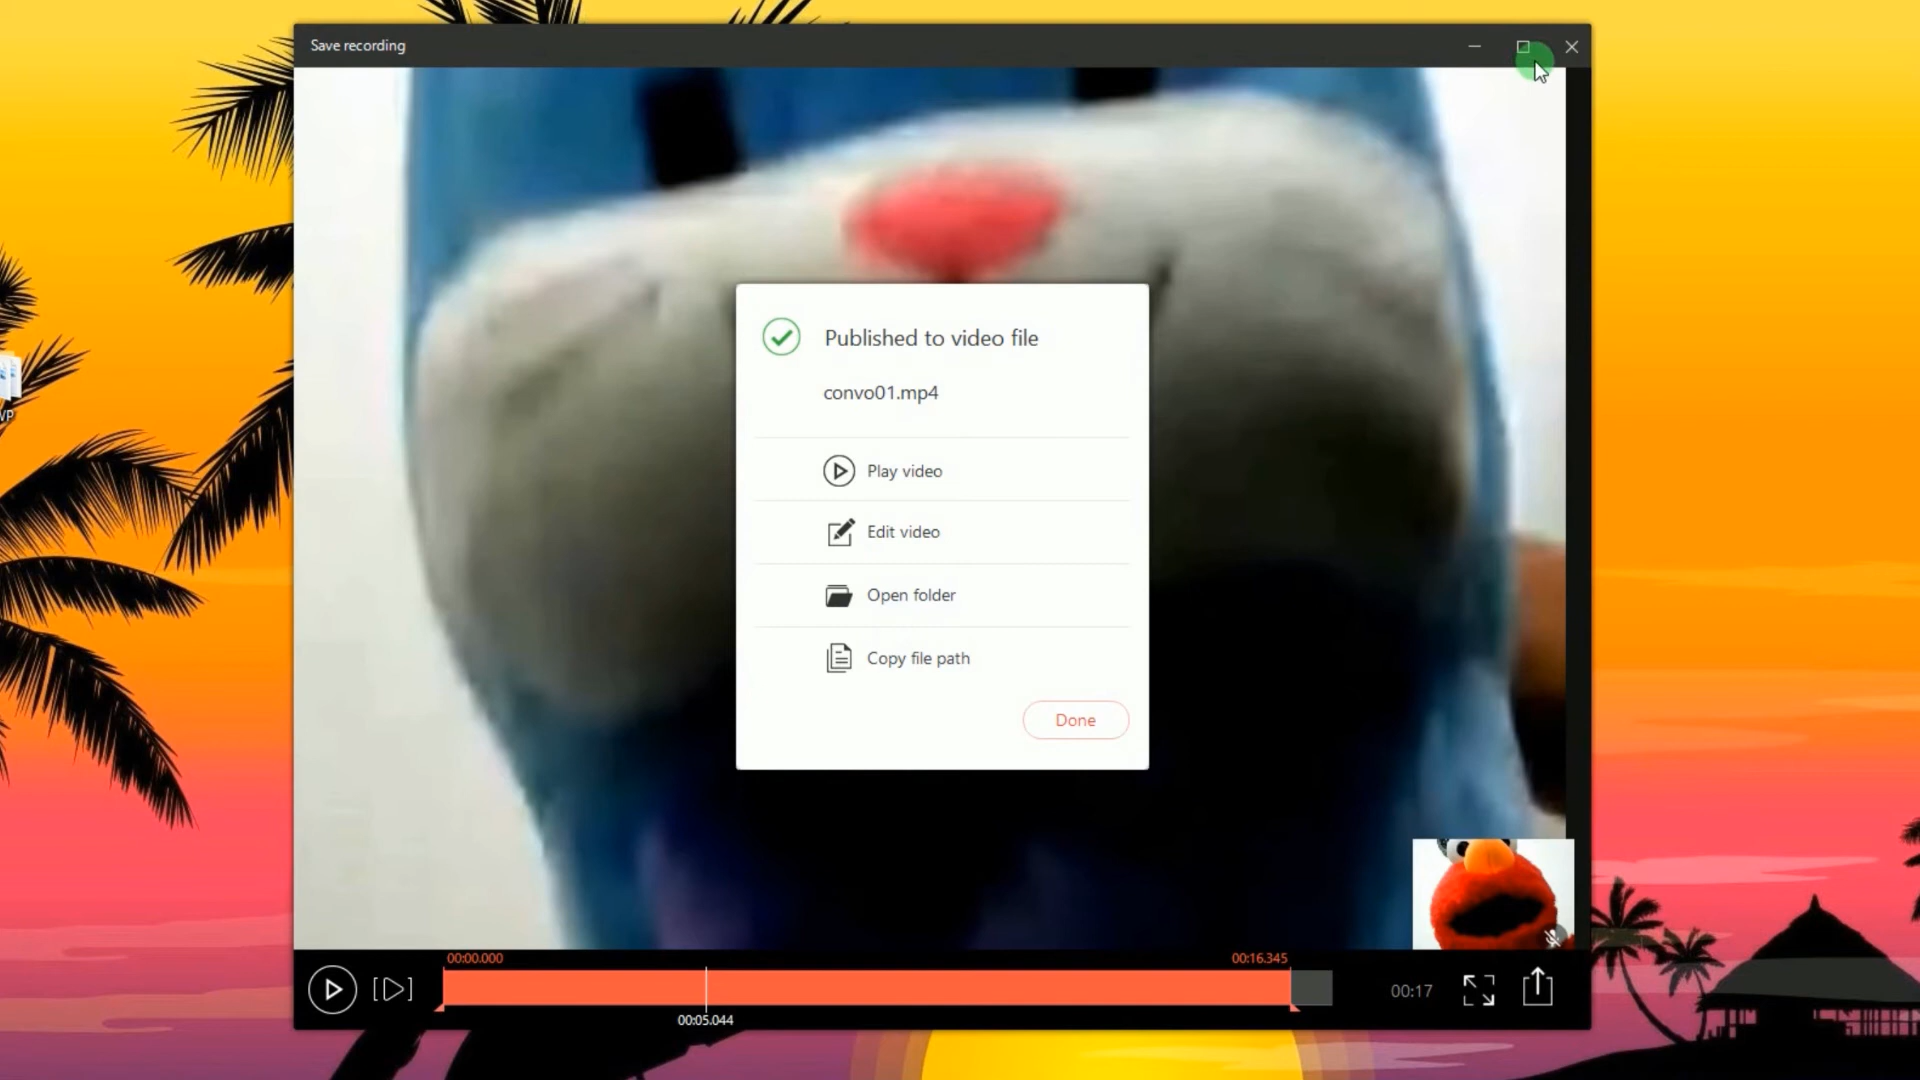 Save recording
Published to video file
convo01.mp4
Play video
Edit video
Open folder
Copy file path
Done
00:00.000
00:16.345
00:17
00:05.044
VP